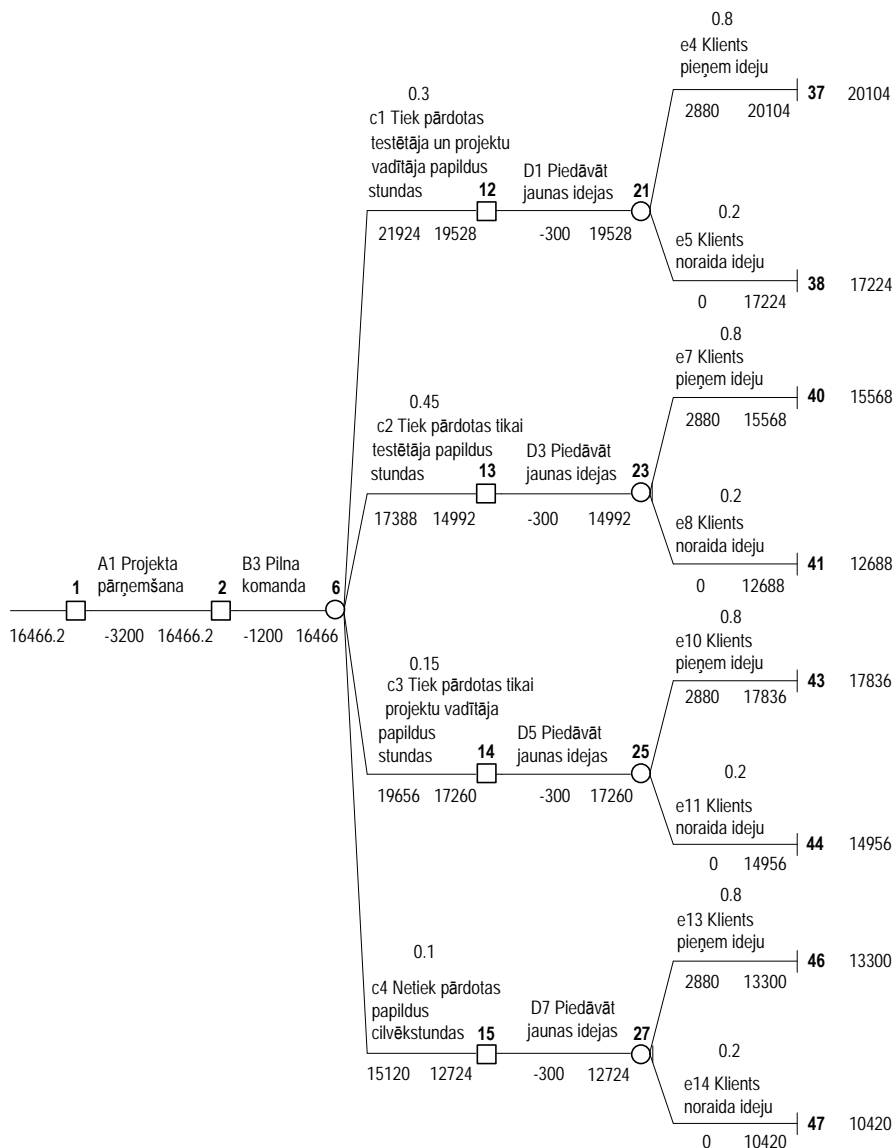 0.8
e4 Klients
pieņem ideju
37 20104
2880 20104
0.3
c1 Tiek pārdotas
testētāja un projektu
vadītāja papildus
stundas
12
D1 Piedāvāt
jaunas idejas
21
21924 19528
-300 19528
0.2
e5 Klients
noraida ideju
38 17224
0 17224
0.8
e7 Klients
pieņem ideju
40 15568
2880 15568
0.45
c2 Tiek pārdotas tikai
testētāja papildus
stundas
13
D3 Piedāvāt
jaunas idejas
23
17388 14992
-300 14992
0.2
e8 Klients
noraida ideju
41 12688
0 12688
1
A1 Projekta
pārņemšana
2
B3 Pilna
komanda
6
16466.2
-3200 16466.2
-1200 16466
0.8
e10 Klients
pieņem ideju
43 17836
2880 17836
0.15
c3 Tiek pārdotas tikai
projektu vadītāja
papildus
stundas
14
D5 Piedāvāt
jaunas idejas
25
19656 17260
-300 17260
0.2
e11 Klients
noraida ideju
44 14956
0 14956
0.8
e13 Klients
pieņem ideju
46 13300
2880 13300
0.1
c4 Netiek pārdotas
papildus
cilvēkstundas
15
D7 Piedāvāt
jaunas idejas
27
15120 12724
-300 12724
0.2
e14 Klients
noraida ideju
47 10420
0 10420